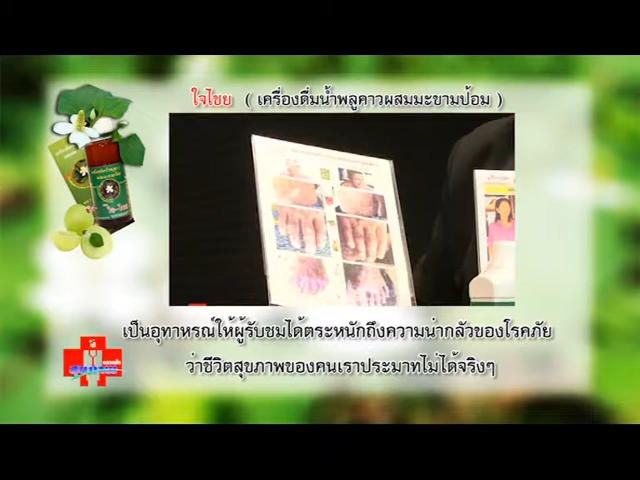 ใจไชย ( เครื่องดื่มน้ำพลูคาวผสมมะขามป้อม )
เป็นอุทาหรณ์ให้ผู้รับชมได้ตระหนักถึงความน่ากลัวของโรคภัย
ว่าชีวิตสุขภาพของคนเราประมาทไม่ได้จริงๆ